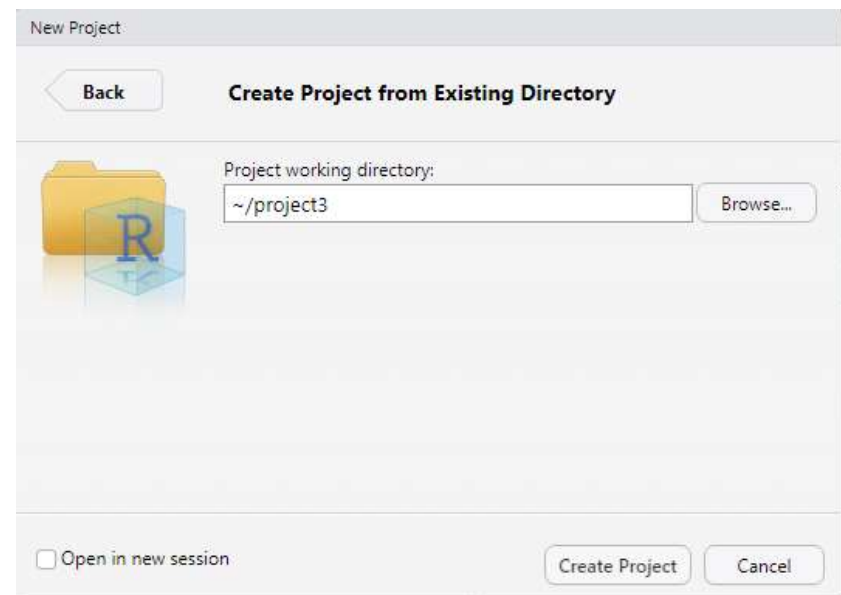 New Project
Back
Create Project from Existing Directory
Project working directory:
~/project3
Browse...
R
Open in new session
Create Project
Cancel